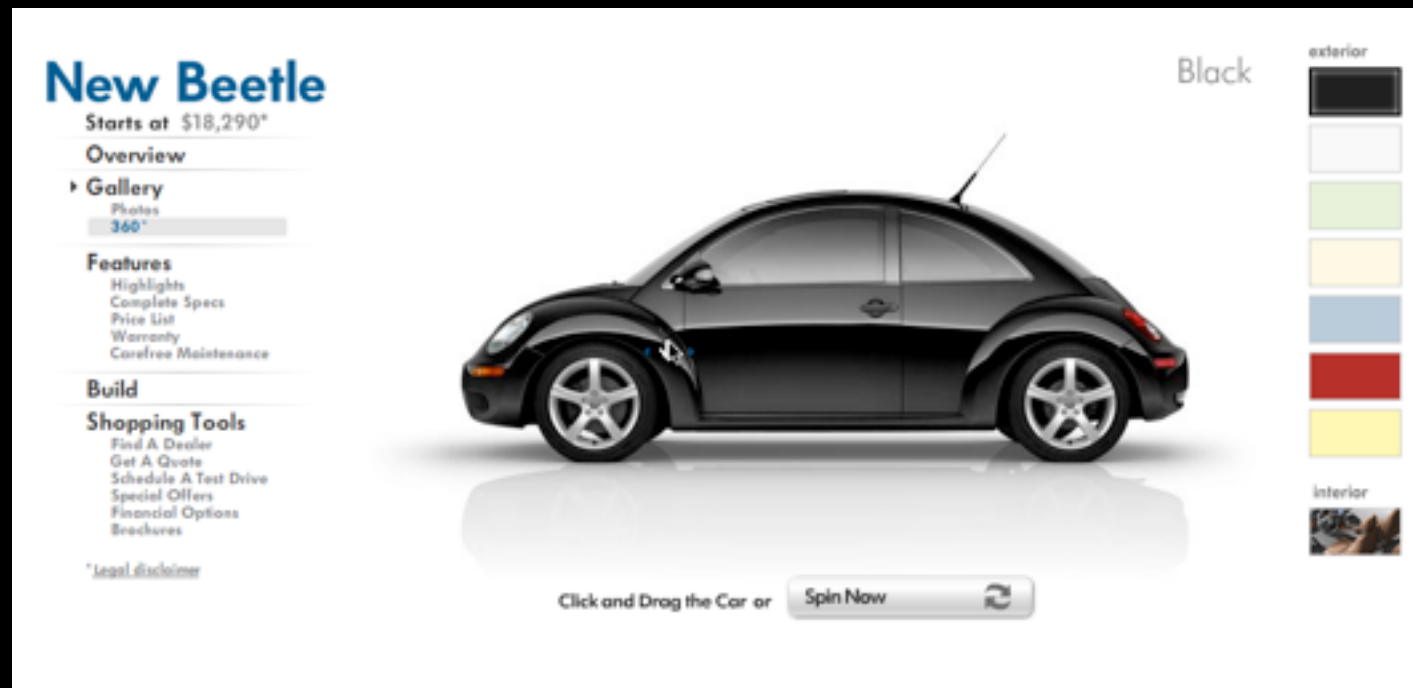 New Beetle
Starts at $18,290*
Overview
Gallery
Photos
360°
Features
Highlights
Complete Specs
Price List
Warranty
Carefree Maintenance
Build
Shopping Tools
Find A Dealer
Get A Quote
Schedule A Test Drive
Special Offers
Financial Options
Brochures
*Legal disclaimer
Black
exterior
interior
Click and Drag the Car or
Spin Now